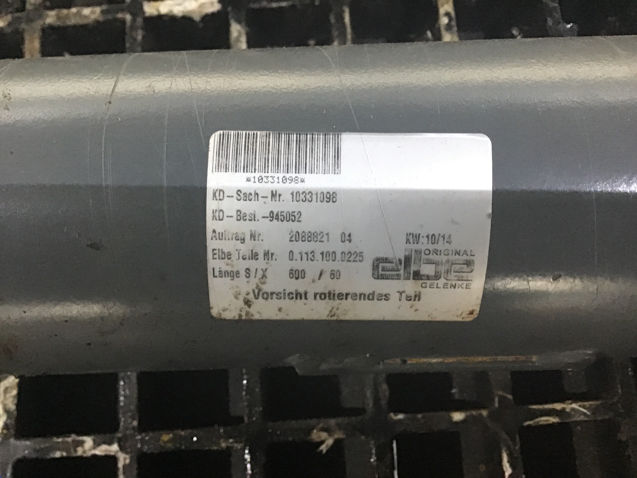 *10331098*
KD-Sach-Nr. 10331098
KD-Best.-945052
Auftrag Nr. 2088821 04 KW:10/14
Elbe Teile Nr. 0.113.100.0225
Länge S/X 600 / 60
ORIGINAL
elbe
GELENKE
Vorsicht rotierendes Teil